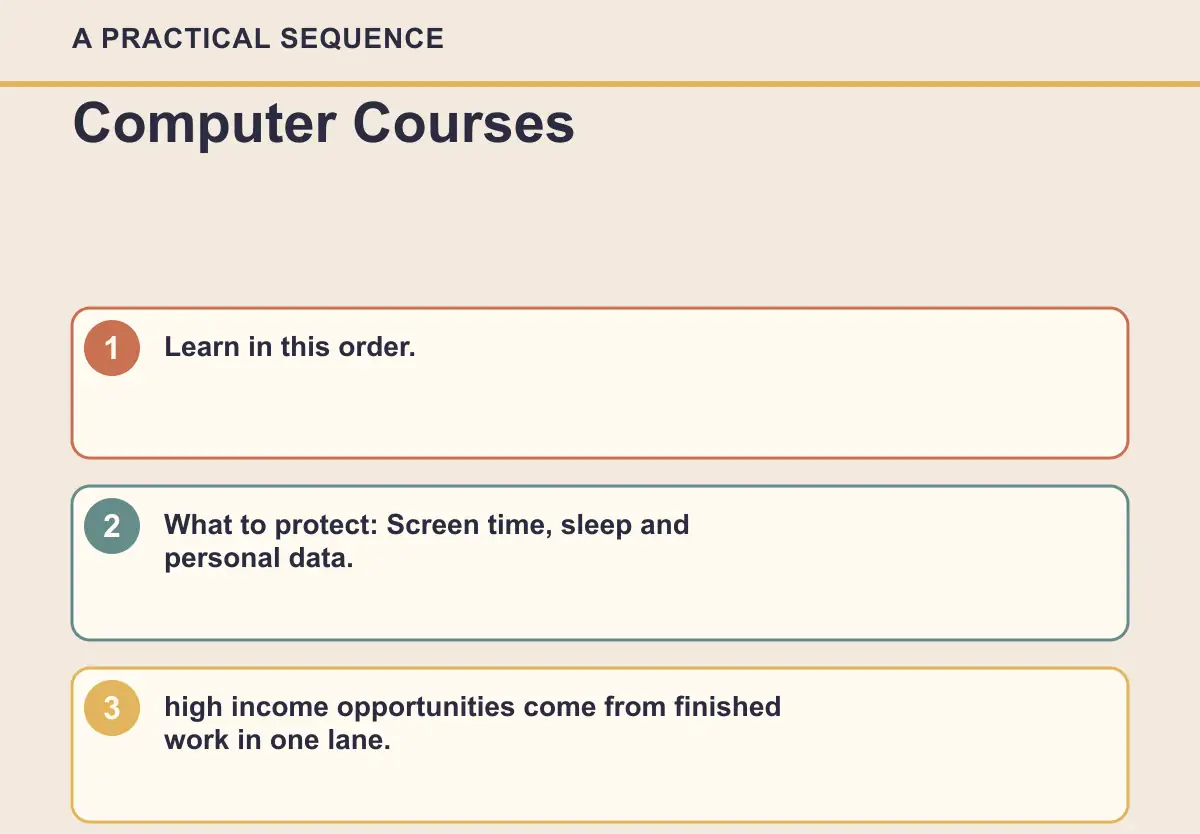 A PRACTICAL SEQUENCE
Computer Courses
1
Learn in this order.
2
What to protect: Screen time, sleep and
personal data.
3
high income opportunities come from finished
work in one lane.